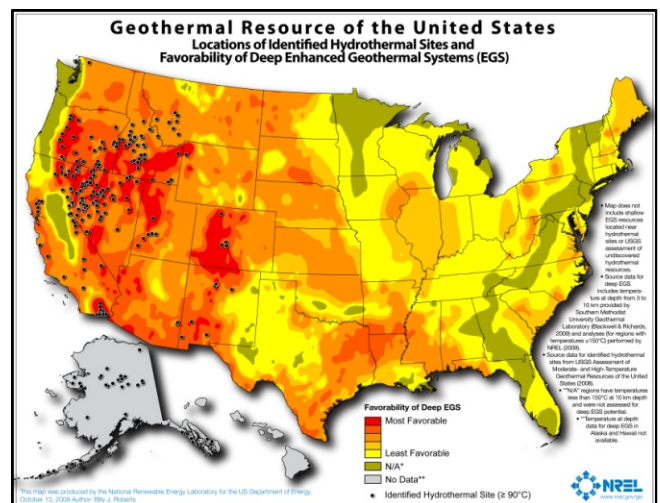 Geothermal Resource of the United States
Locations of Identified Hydrothermal Sites and
Favorability of Deep Enhanced Geothermal Systems (EGS)
• Map does not
include shallow
EGS resources
located near
hydrothermal
sites or USGS
assessment of
undiscovered
hydrothermal
resources.
• Source data for
deep EGS
includes tempera-
ture at depth from 3 to
10 km provided by
Southern Methodist
University Geothermal
Laboratory (Blackwell & Richards,
2009) and analyses (for regions with
temperatures ≥150°C) performed by
NREL (2009).
• Source data for identified hydrothermal
sites from USGS Assessment of
Moderate- and High-Temperature
Geothermal Resources of the United
States (2008).
• *"N/A" regions have temperatures
less than 150°C at 10 km depth
and were not assessed for
deep EGS potential.
• **Temperature at depth
data for deep EGS in
Alaska and Hawaii not
available.
Favorability of Deep EGS
Most Favorable
Least Favorable
N/A*
No Data**
Identified Hydrothermal Site (≥ 90°C)
This map was produced by the National Renewable Energy Laboratory for the US Department of Energy.
October 13, 2009 Author: Billy J. Roberts
NREL
www.nrel.gov/gis